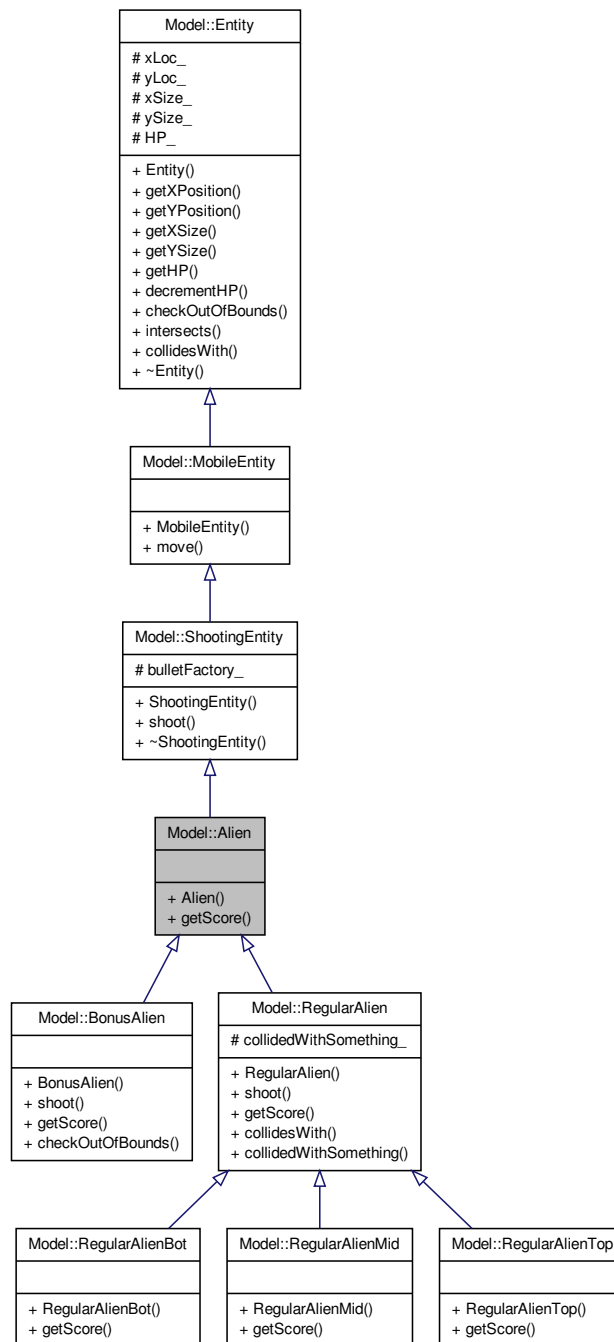 Model::Entity
# xLoc_
# yLoc_
# xSize_
# ySize_
# HP_
+ Entity()
+ getXPosition()
+ getYPosition()
+ getXSize()
+ getYSize()
+ getHP()
+ decrementHP()
+ checkOutOfBounds()
+ intersects()
+ collidesWith()
+ ~Entity()
Model::MobileEntity
+ MobileEntity()
+ move()
Model::ShootingEntity
# bulletFactory_
+ ShootingEntity()
+ shoot()
+ ~ShootingEntity()
Model::Alien
+ Alien()
+ getScore()
Model::BonusAlien
+ BonusAlien()
+ shoot()
+ getScore()
+ checkOutOfBounds()
Model::RegularAlien
# collidedWithSomething_
+ RegularAlien()
+ shoot()
+ getScore()
+ collidesWith()
+ collidedWithSomething()
Model::RegularAlienBot
+ RegularAlienBot()
+ getScore()
Model::RegularAlienMid
+ RegularAlienMid()
+ getScore()
Model::RegularAlienTop
+ RegularAlienTop()
+ getScore()